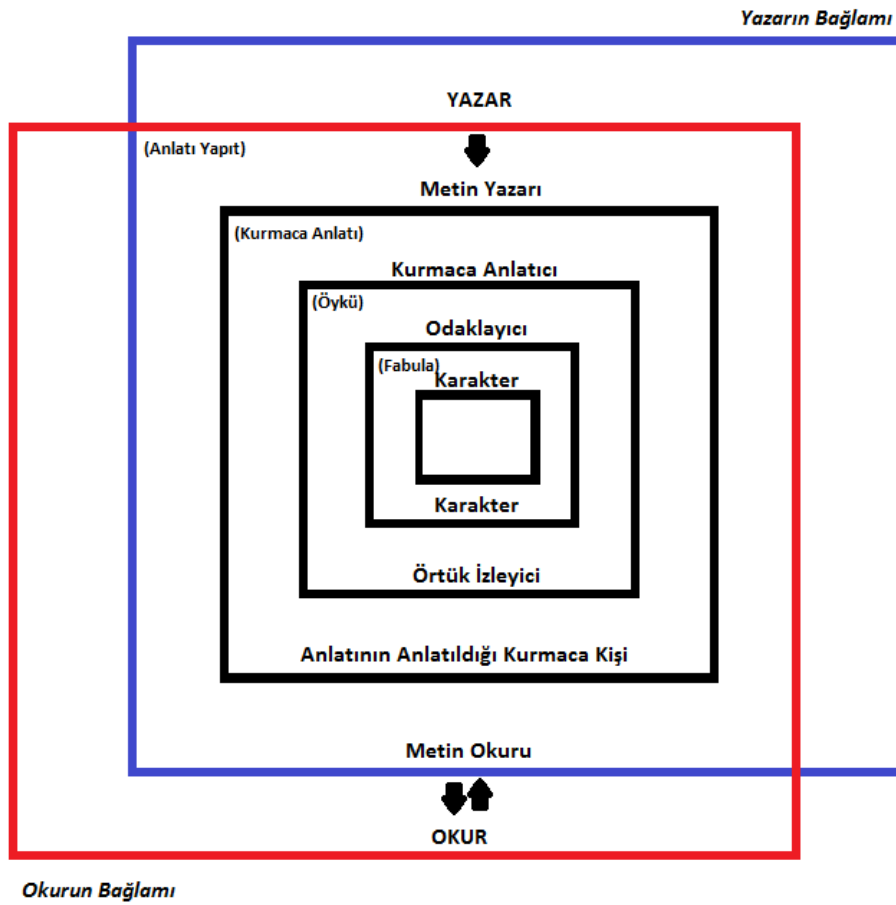 Yazarın Bağlamı
YAZAR
(Anlatı Yapıt)
Metin Yazarı
(Kurmaca Anlatı)
Kurmaca Anlatıcı
(Öykü)
Odaklayıcı
(Fabula)
Karakter
Karakter
Örtük İzleyici
Anlatının Anlatıldığı Kurmaca Kişi
Metin Okuru
OKUR
Okurun Bağlamı